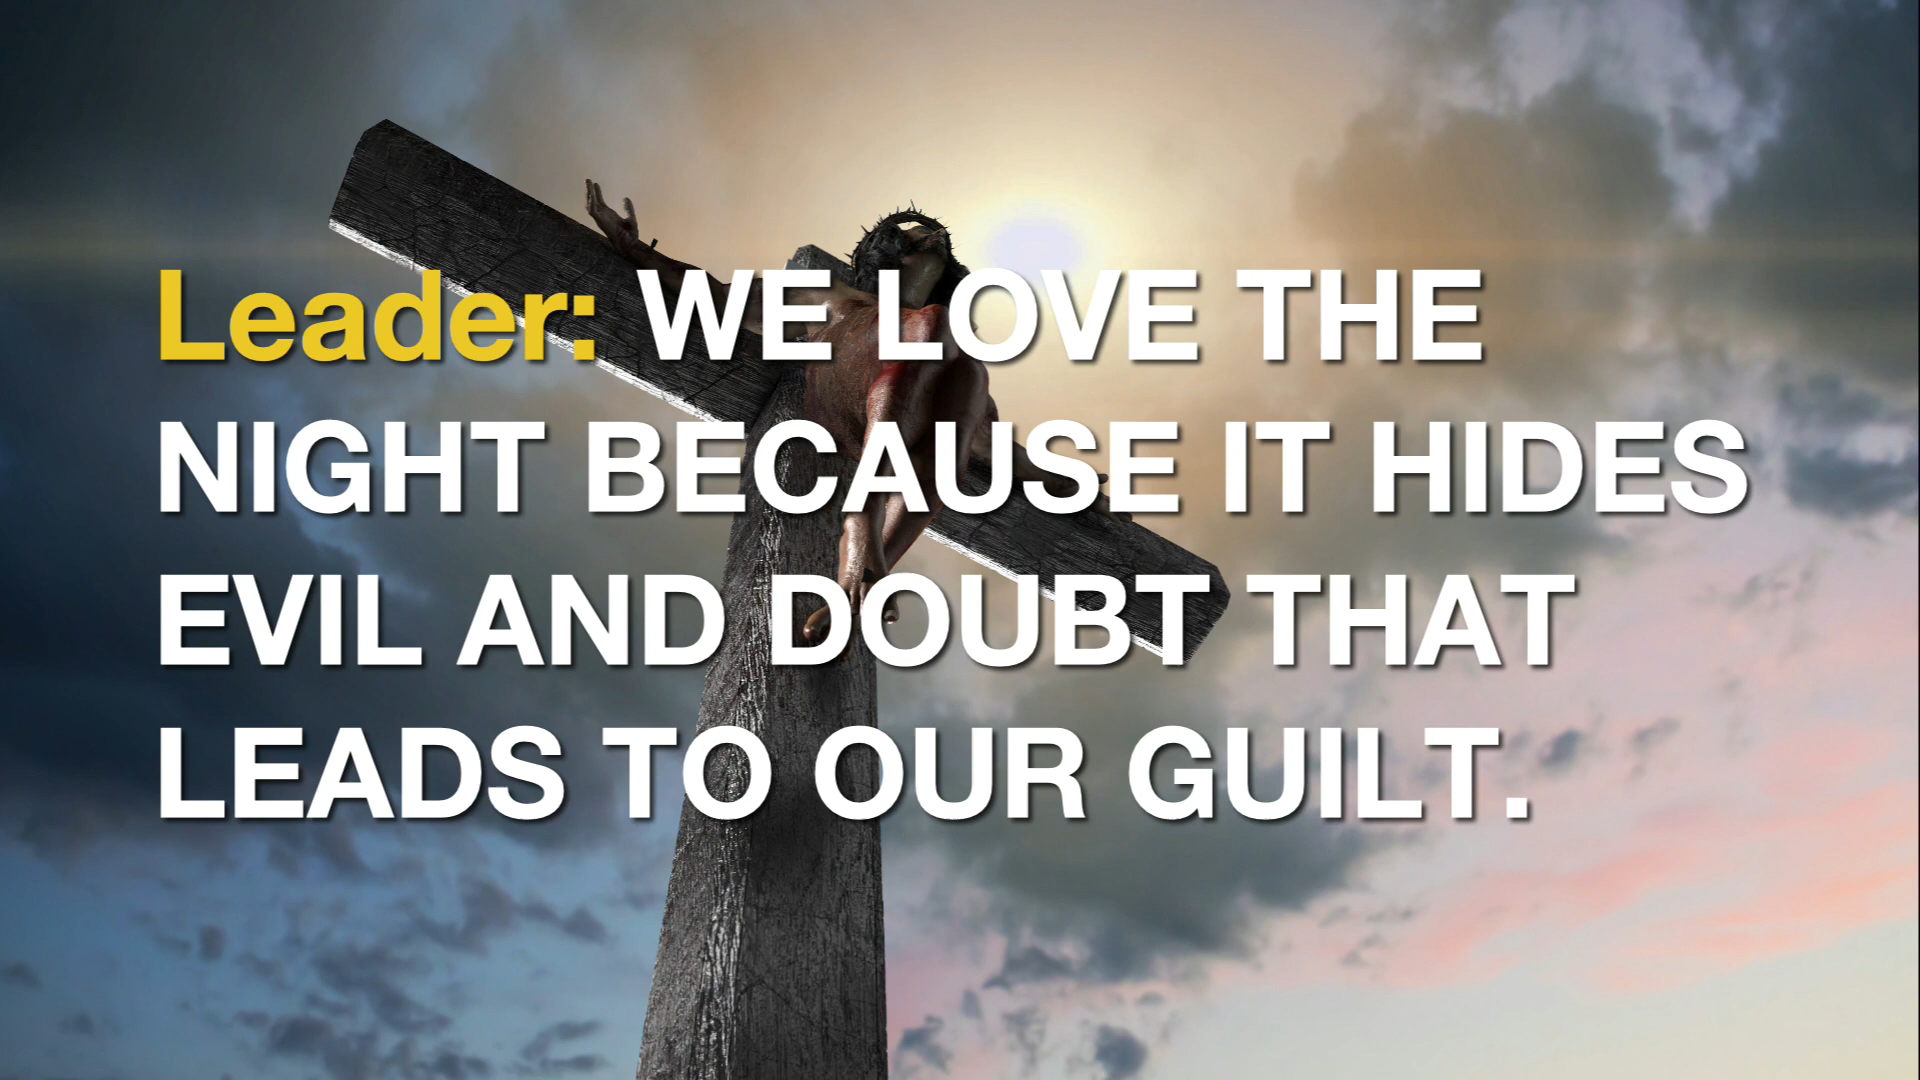 Leader: WE LOVE THE
NIGHT BECAUSE IT HIDES
EVIL AND DOUBT THAT
LEADS TO OUR GUILT.